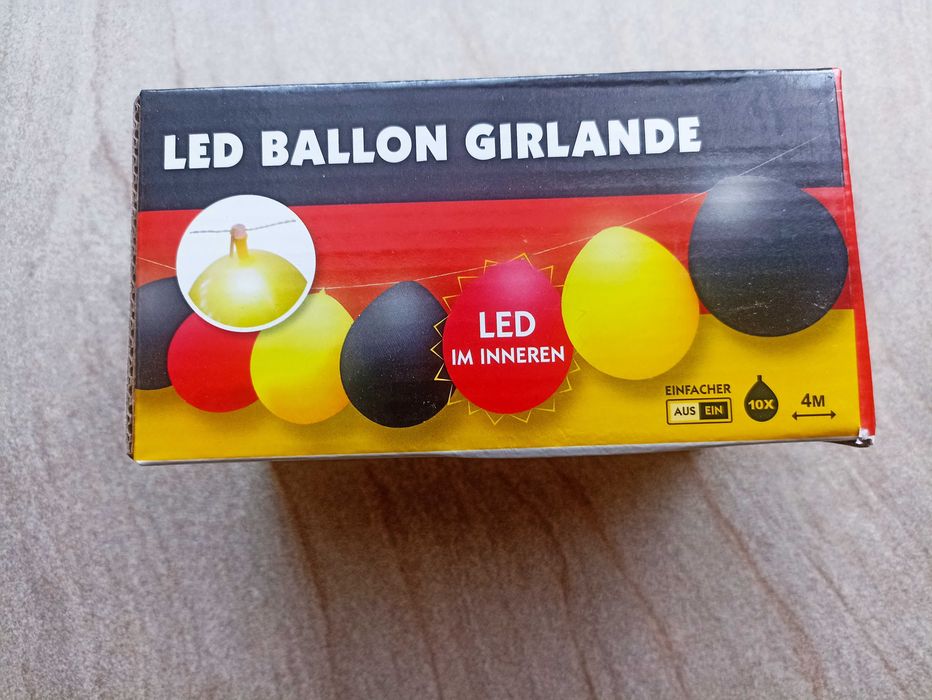 LED BALLON GIRLANDE
LED
IM INNEREN
EINFACHER
AUS EIN
10X
4M